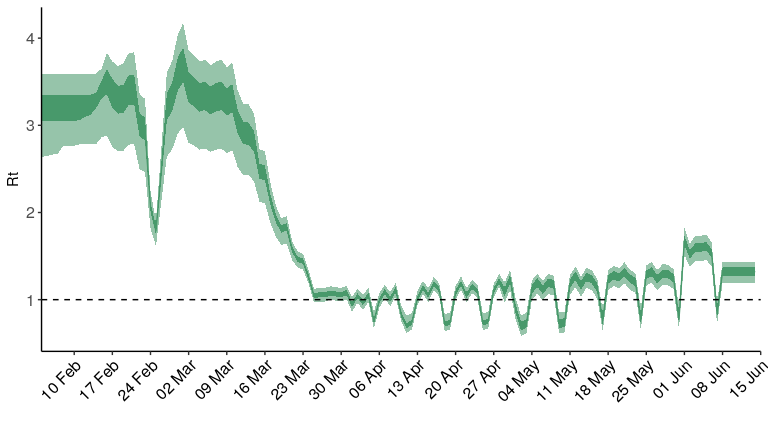 4
3
2
1
Rt
10 Feb
17 Feb
24 Feb
02 Mar
09 Mar
16 Mar
23 Mar
30 Mar
06 Apr
13 Apr
20 Apr
27 Apr
04 May
11 May
18 May
25 May
01 Jun
08 Jun
15 Jun